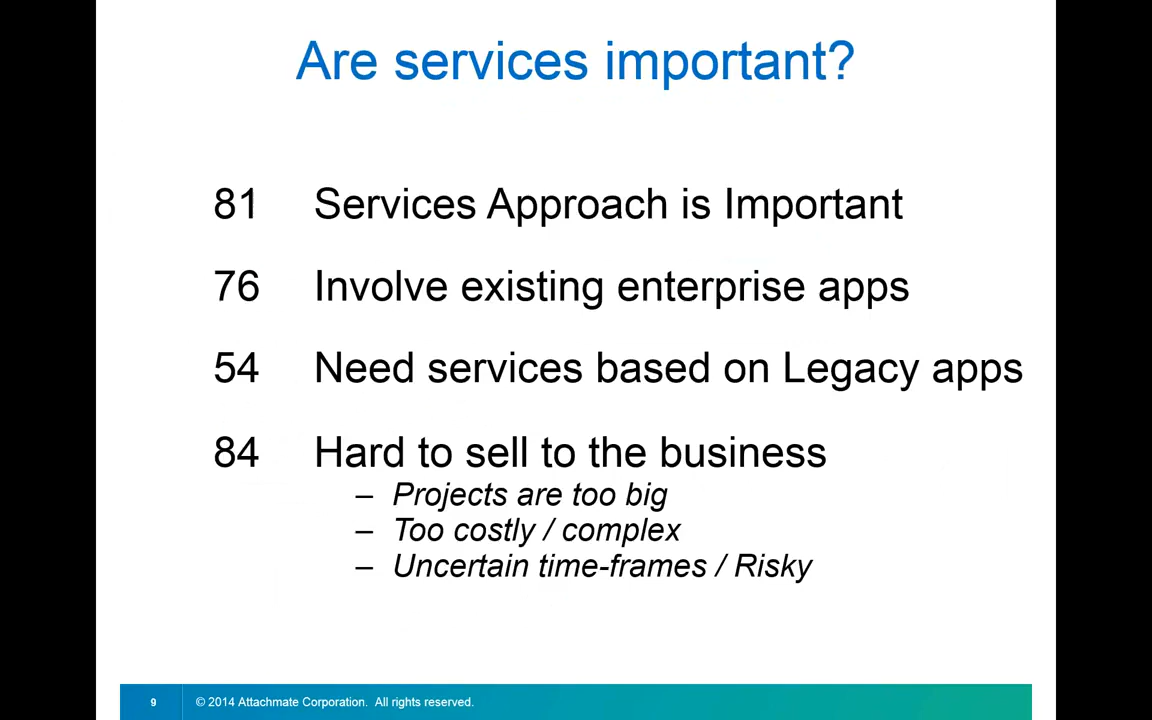 Are services important?
81 Services Approach is Important
76 Involve existing enterprise apps
54 Need services based on Legacy apps
84 Hard to sell to the business
– Projects are too big
– Too costly / complex
– Uncertain time-frames / Risky
9 © 2014 Attachmate Corporation. All rights reserved.